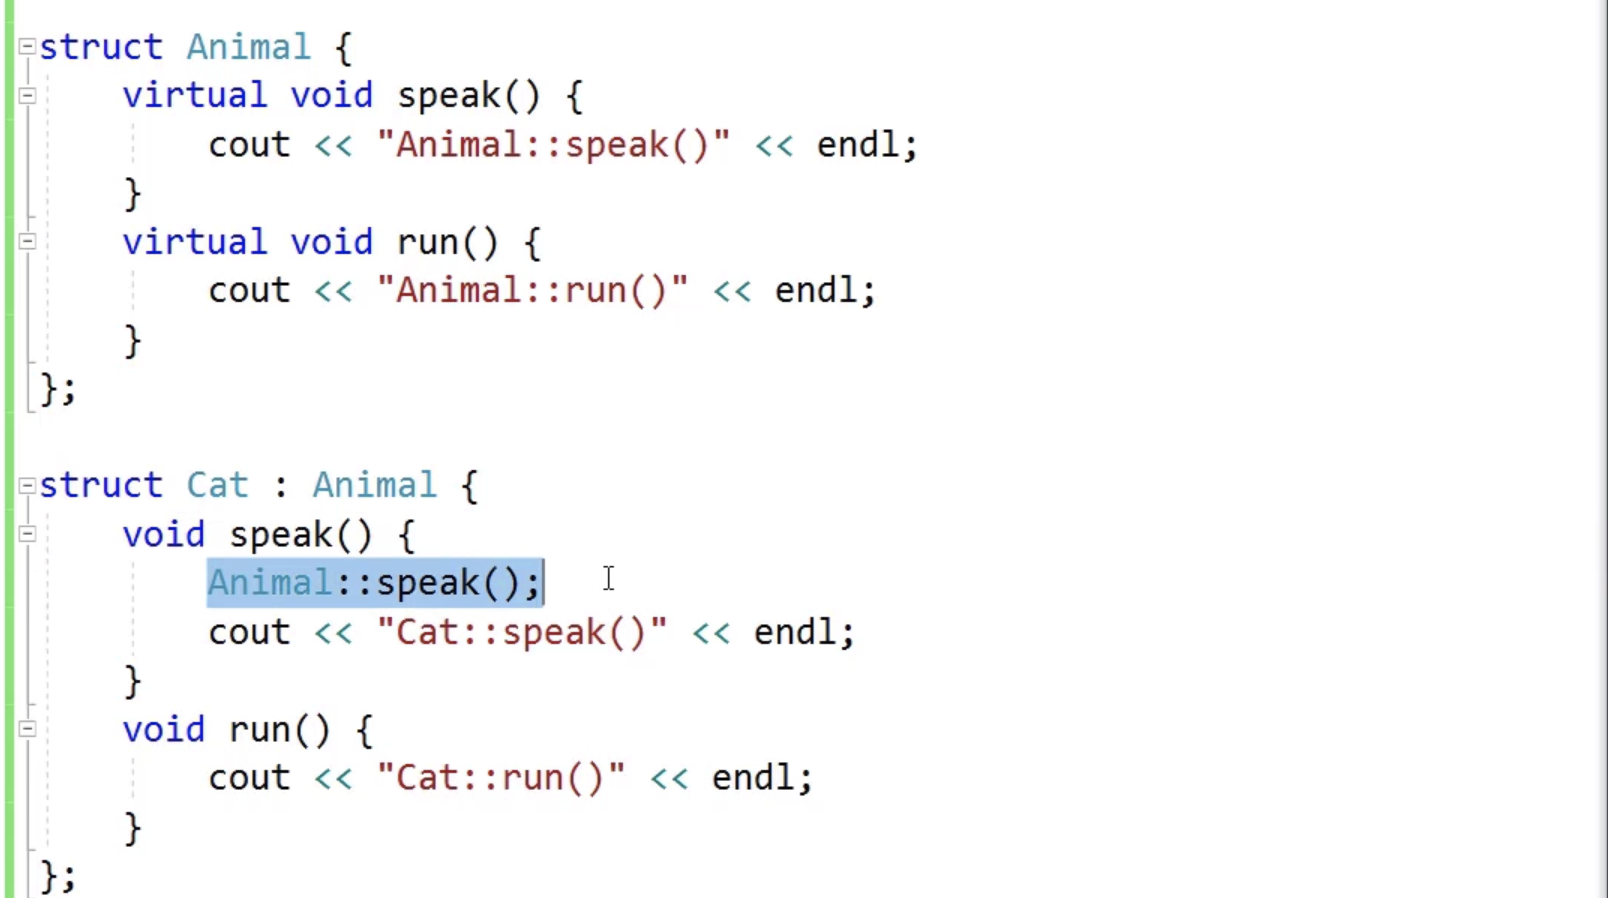 struct Animal {
    virtual void speak() {
        cout << "Animal::speak()" << endl;
    }
    virtual void run() {
        cout << "Animal::run()" << endl;
    }
};
struct Cat : Animal {
    void speak() {
        Animal::speak();
        cout << "Cat::speak()" << endl;
    }
    void run() {
        cout << "Cat::run()" << endl;
    }
};